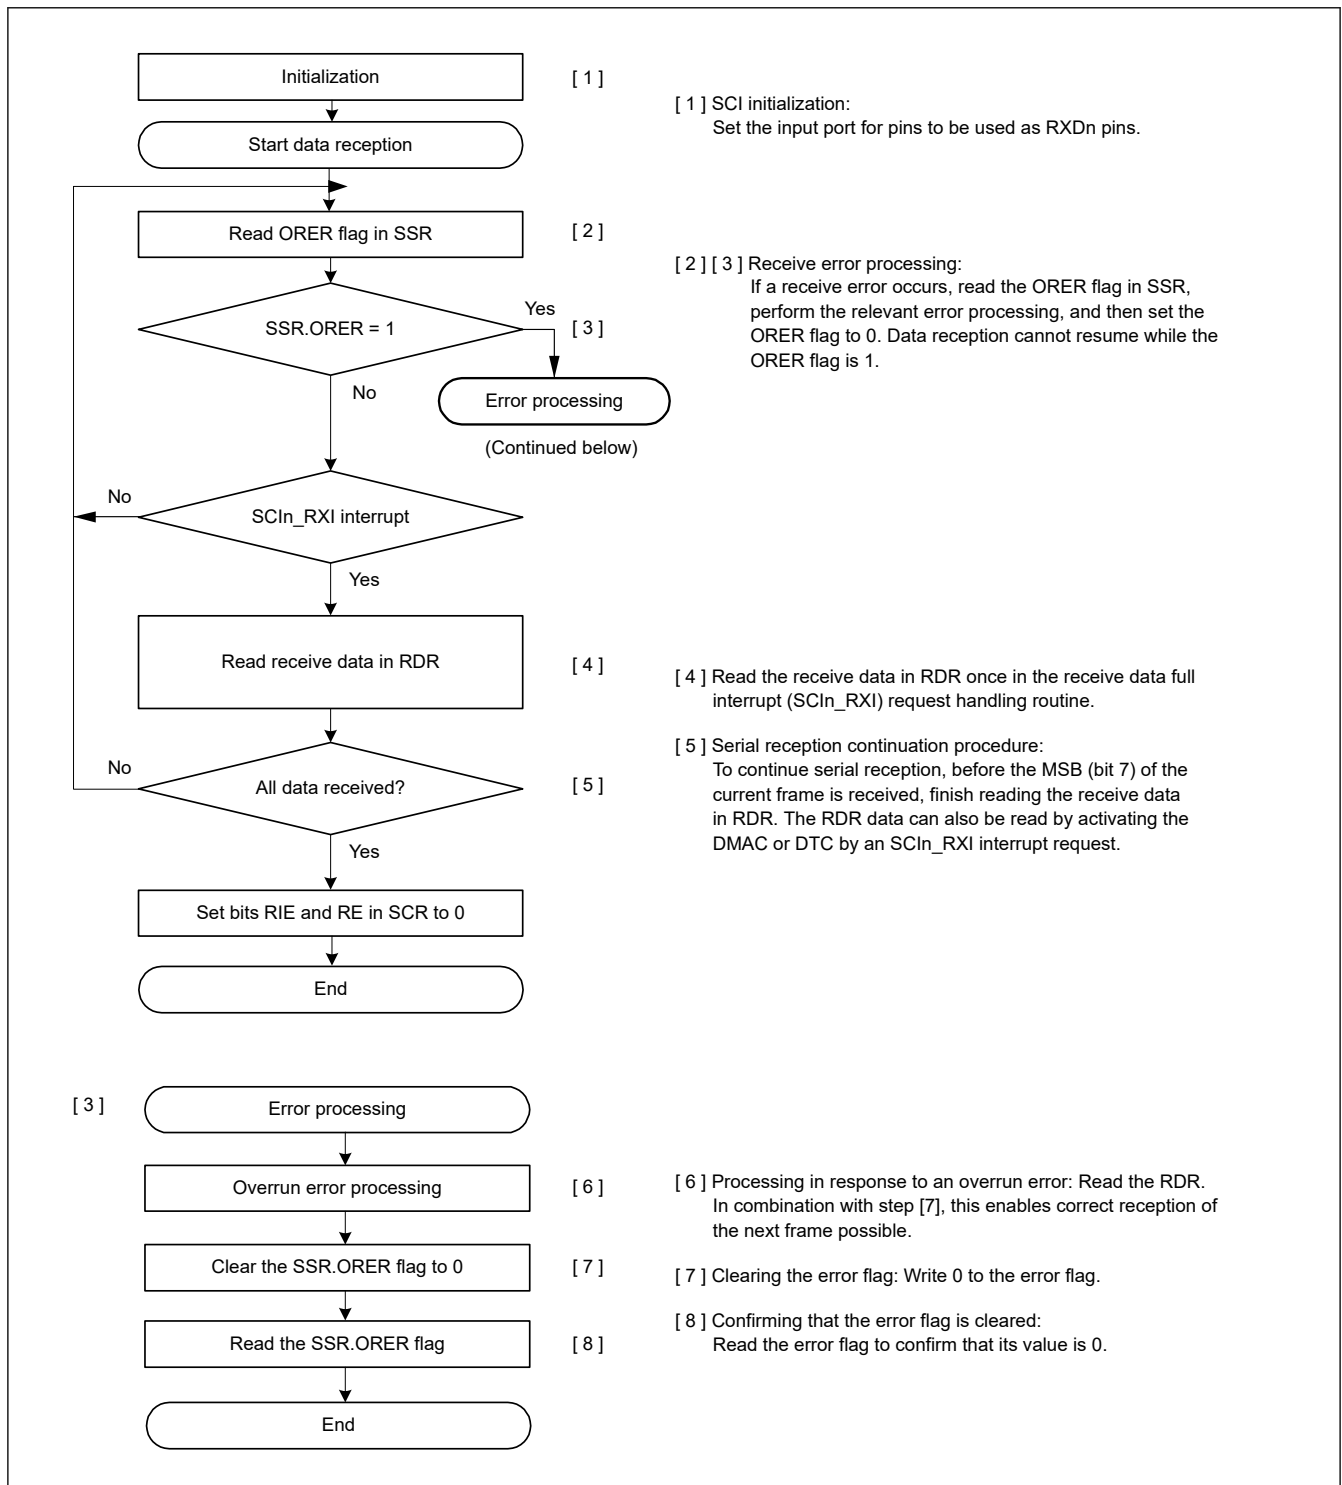 Initialization
[ 1 ]
[ 1 ] SCI initialization:
Set the input port for pins to be used as RXDn pins.
Start data reception
Read ORER flag in SSR
[ 2 ]
[ 2 ] [ 3 ] Receive error processing:
If a receive error occurs, read the ORER flag in SSR,
perform the relevant error processing, and then set the
ORER flag to 0. Data reception cannot resume while the
ORER flag is 1.
SSR.ORER = 1
Yes
[ 3 ]
No
Error processing
(Continued below)
No
SCIn_RXI interrupt
Yes
Read receive data in RDR
[ 4 ]
[ 4 ] Read the receive data in RDR once in the receive data full
interrupt (SCIn_RXI) request handling routine.
No
All data received?
[ 5 ]
[ 5 ] Serial reception continuation procedure:
To continue serial reception, before the MSB (bit 7) of the
current frame is received, finish reading the receive data
in RDR. The RDR data can also be read by activating the
DMAC or DTC by an SCIn_RXI interrupt request.
Yes
Set bits RIE and RE in SCR to 0
End
[ 3 ]
Error processing
Overrun error processing
[ 6 ]
[ 6 ] Processing in response to an overrun error: Read the RDR.
In combination with step [7], this enables correct reception of
the next frame possible.
Clear the SSR.ORER flag to 0
[ 7 ]
[ 7 ] Clearing the error flag: Write 0 to the error flag.
Read the SSR.ORER flag
[ 8 ]
[ 8 ] Confirming that the error flag is cleared:
Read the error flag to confirm that its value is 0.
End